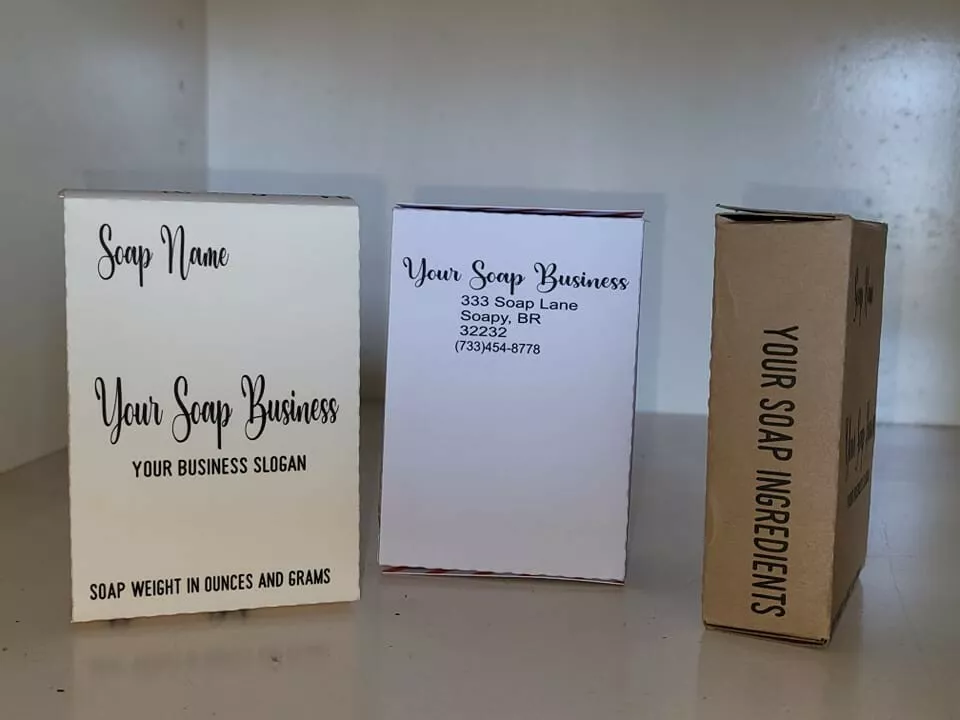 Soap Name
Your Soap Business
YOUR BUSINESS SLOGAN
SOAP WEIGHT IN OUNCES AND GRAMS
Your Soap Business
333 Soap Lane
Soapy, BR
32232
(733)454-8778
YOUR SOAP INGREDIENTS